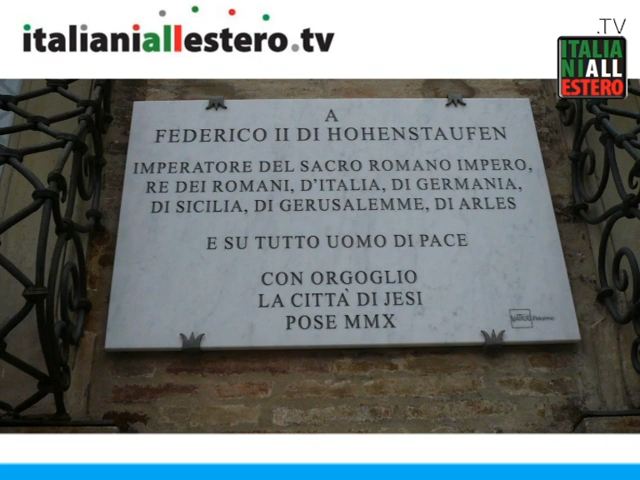 italianiallestero.tv
.TV
ITALIA
NIALL
ESTERO
A
FEDERICO II DI HOHENSTAUFEN
IMPERATORE DEL SACRO ROMANO IMPERO,
RE DEI ROMANI, D'ITALIA, DI GERMANIA,
DI SICILIA, DI GERUSALEMME, DI ARLES
E SU TUTTO UOMO DI PACE
CON ORGOGLIO
LA CITTÀ DI JESI
POSE MMX